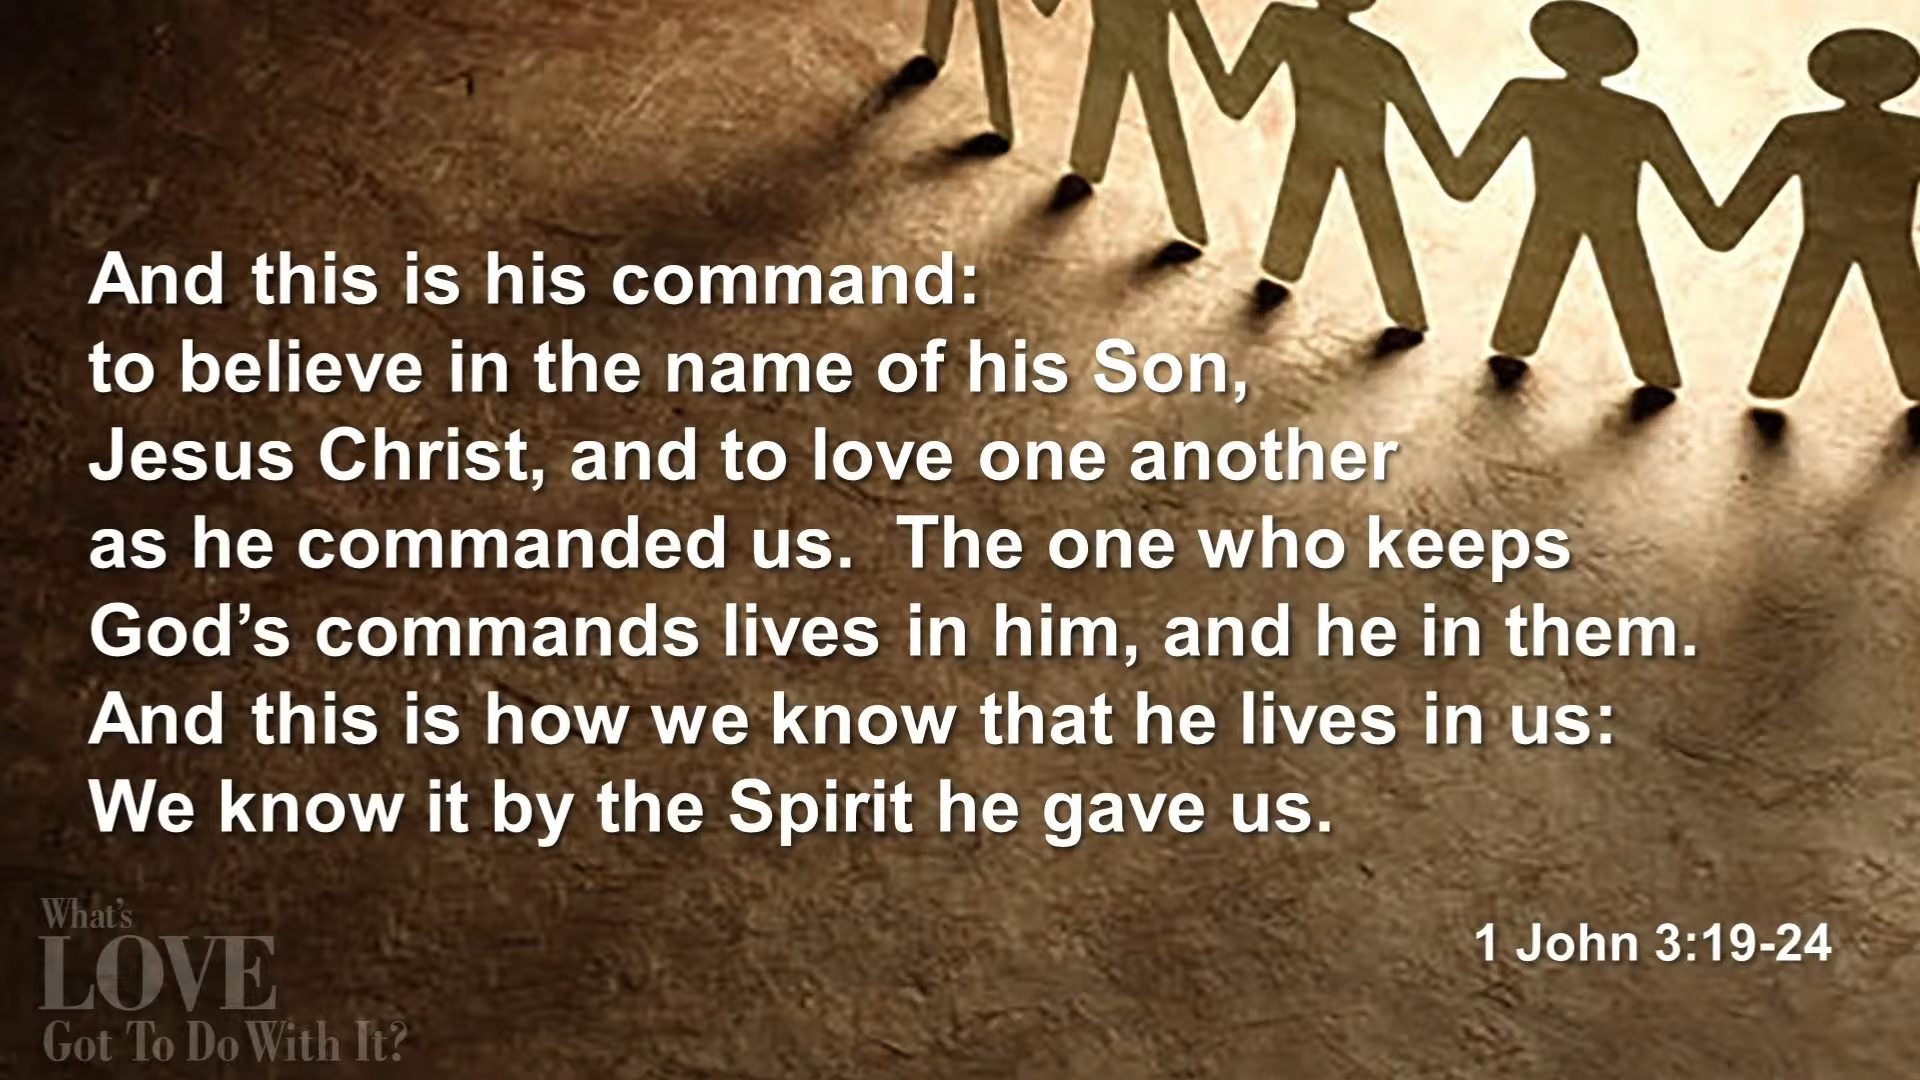 And this is his command:
to believe in the name of his Son,
Jesus Christ, and to love one another
as he commanded us.  The one who keeps
God’s commands lives in him, and he in them.
And this is how we know that he lives in us:
We know it by the Spirit he gave us.
1 John 3:19-24
What's
LOVE
Got To Do With It?